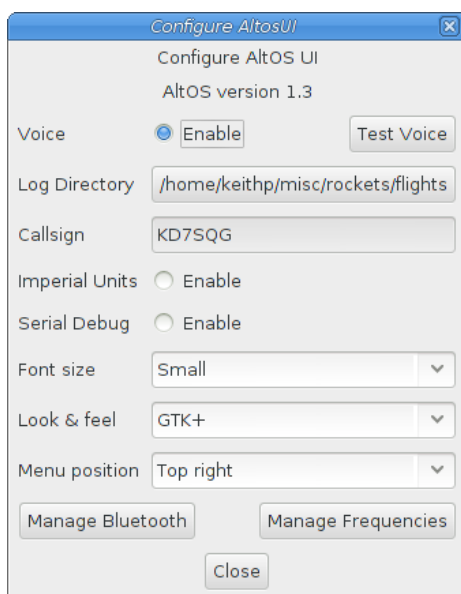 Configure AltosUI
Configure AltOS UI
AltOS version 1.3
Voice Enable Test Voice
Log Directory /home/keithp/misc/rockets/flights
Callsign KD7SQG
Imperial Units Enable
Serial Debug Enable
Font size Small
Look & feel GTK+
Menu position Top right
Manage Bluetooth Manage Frequencies
Close